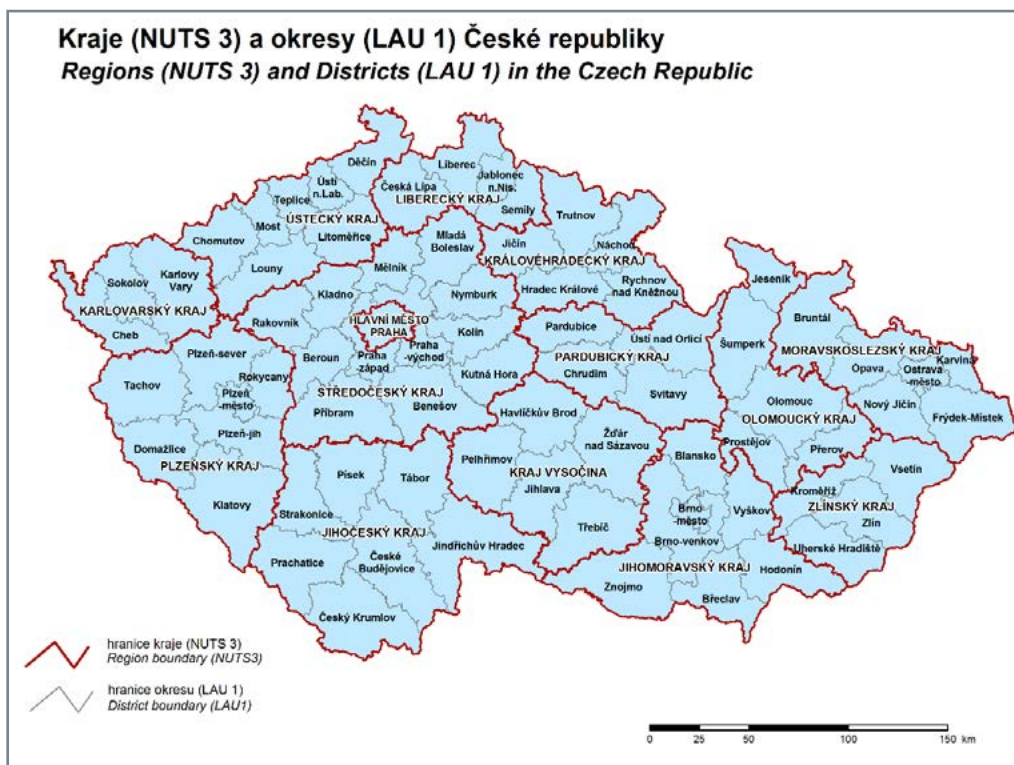 Kraje (NUTS 3) a okresy (LAU 1) České republiky
Regions (NUTS 3) and Districts (LAU 1) in the Czech Republic
Děčín
Liberec
Ústí
n.Lab.
Jablonec
n.Nis.
Česká Lípa
Teplice
LIBERECKÝ KRAJ
Semily
Trutnov
ÚSTECKÝ KRAJ
Most
Chomutov
Litoměřice
Mladá
Boleslav
Jičín
Náchod
KRÁLOVÉHRADECKÝ KRAJ
Louny
Mělník
Sokolov
Karlovy
Vary
Jeseník
Kladno
Nymburk
Hradec Králové
Rychnov
nad Kněžnou
KARLOVARSKÝ KRAJ
Rakovník
HLAVNÍ MĚSTO
PRAHA
Kolín
Pardubice
Bruntál
Cheb
Ústí nad Orlicí
Šumperk
Plzeň-sever
Beroun
Praha
-západ
Praha
-východ
PARDUBICKÝ KRAJ
MORAVSKOSLEZSKÝ KRAJ
Karviná
Opava
Ostrava-
město
Tachov
Rokycany
Kutná Hora
Chrudim
Plzeň
-město
STŘEDOČESKÝ KRAJ
Svitavy
Olomouc
Nový Jičín
Příbram
Benešov
Havlíčkův Brod
OLOMOUCKÝ KRAJ
Frýdek-Místek
Plzeň-jih
Domažlice
Žďár
nad Sázavou
Prostějov
Přerov
PLZEŇSKÝ KRAJ
Pelhřimov
Blansko
Vsetín
Písek
Tábor
KRAJ VYSOČINA
Jihlava
Kroměříž
Klatovy
Brno
-město
Vyškov
ZLÍNSKÝ KRAJ
Strakonice
Třebíč
Zlín
JIHOČESKÝ KRAJ
Jindřichův Hradec
Brno-venkov
Uherské Hradiště
Prachatice
České
Budějovice
JIHOMORAVSKÝ KRAJ
Hodonín
Znojmo
Břeclav
Český Krumlov
hranice kraje (NUTS 3)
Region boundary (NUTS3)
hranice okresu (LAU 1)
District boundary (LAU1)
0 25 50 100 150 km